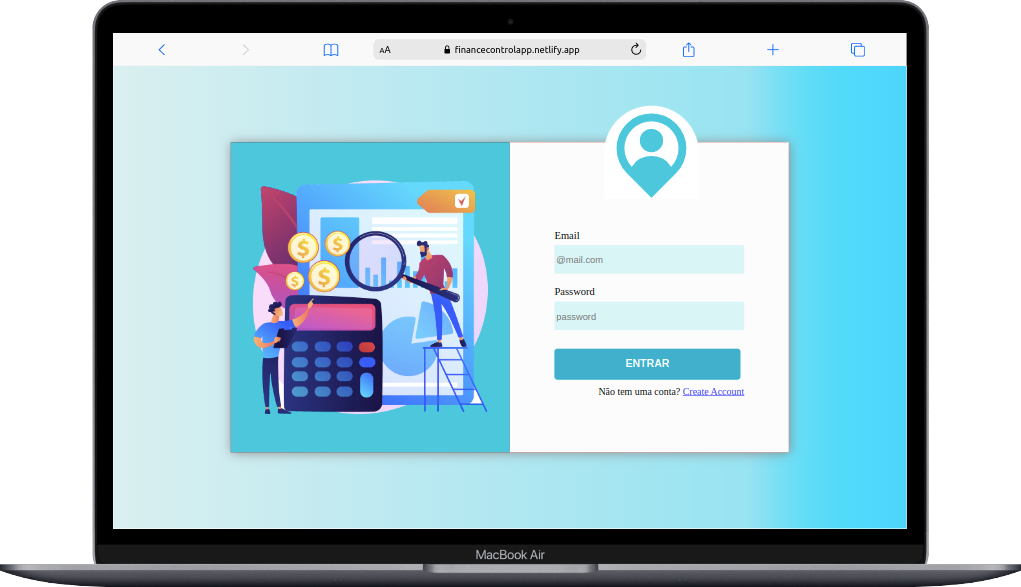 AA financecontrolapp.netlify.app
$ $
$ $
Email
@mail.com
Password
password
ENTRAR
Não tem uma conta? Create Account
MacBook Air